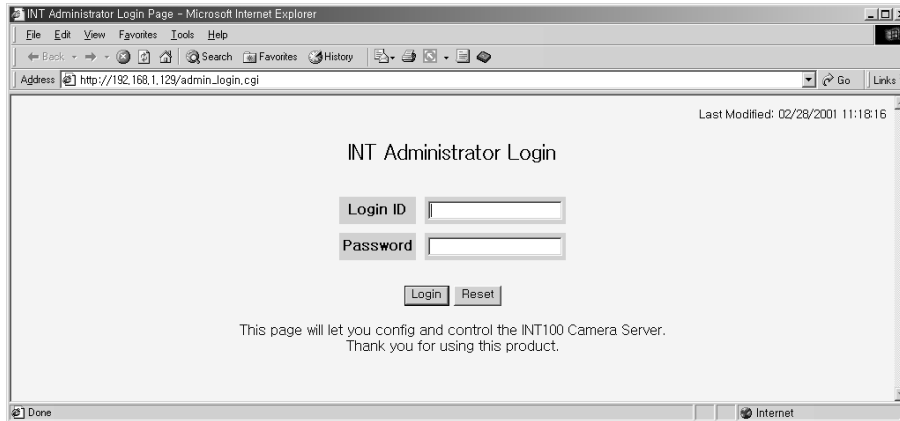 INT Administrator Login Page - Microsoft Internet Explorer
File Edit View Favorites Tools Help
Back Search Favorites History
Address http://192.168.1.129/admin_login.cgi Go Links
Last Modified: 02/28/2001 11:18:16
INT Administrator Login
Login ID
Password
Login Reset
This page will let you config and control the INT100 Camera Server.
Thank you for using this product.
Done Internet